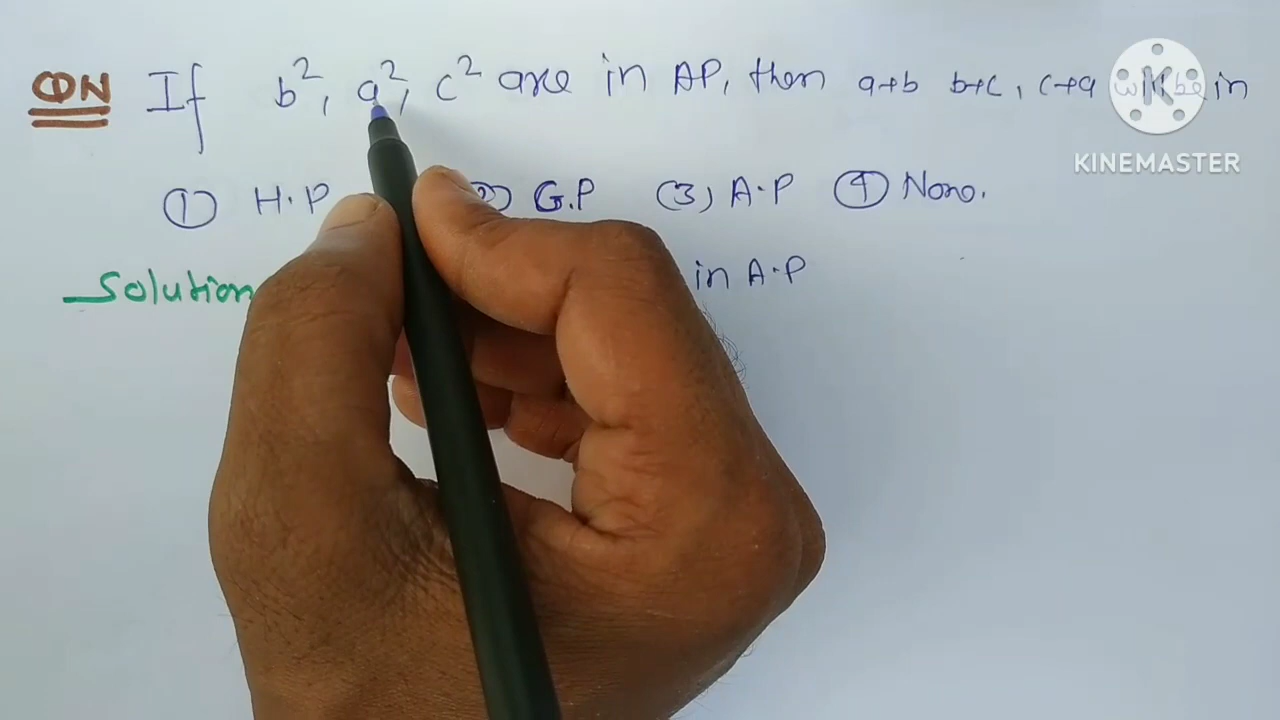 QN If b², a², c² are in AP, then a+b b+c, c+a will be in
① H.P 2) G.P (3) A.P ④ None.
Solution in A.P
KINEMASTER